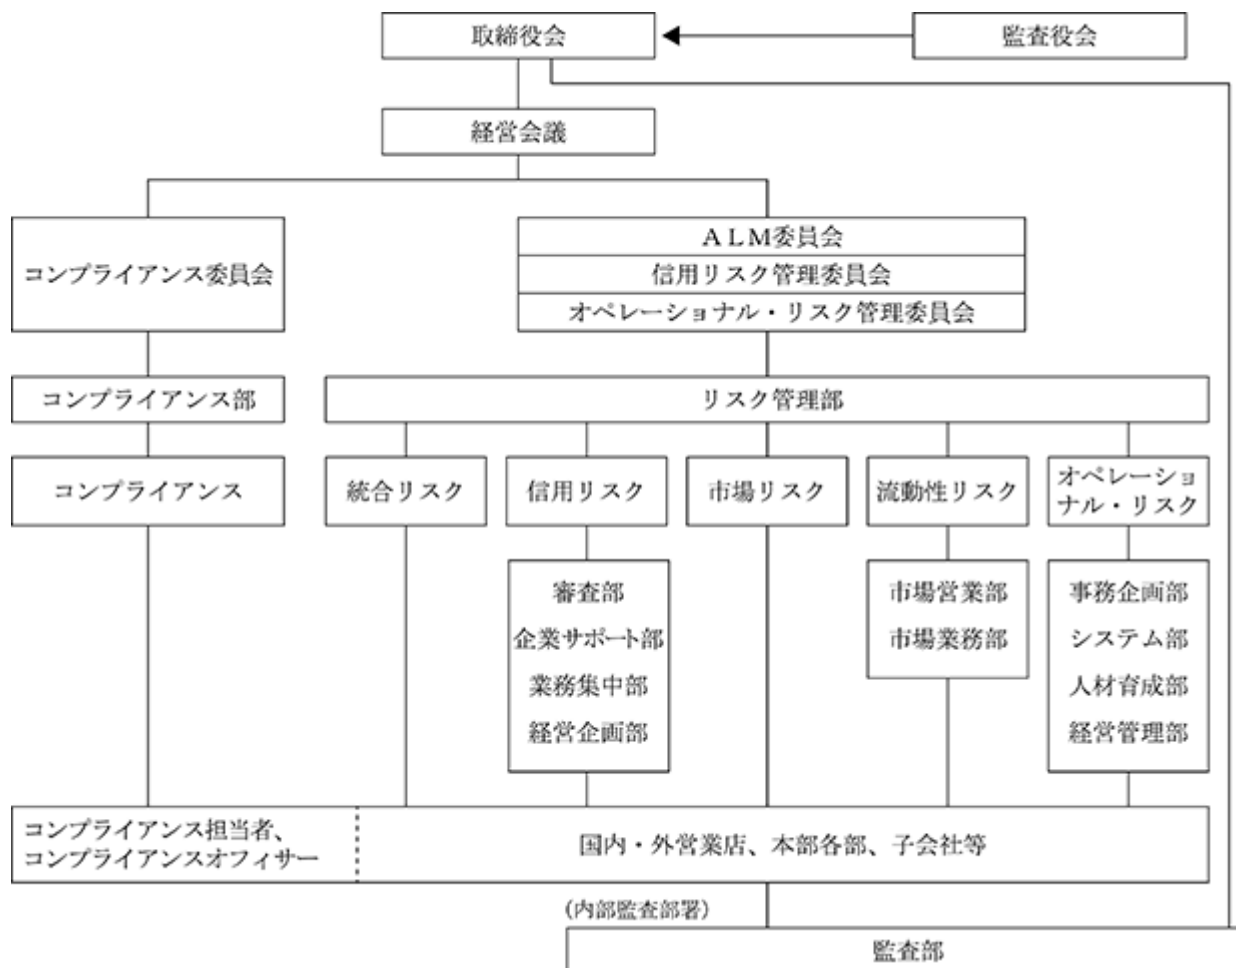 取締役会
監査役会
経営会議
コンプライアンス委員会
ALM委員会
信用リスク管理委員会
オペレーショナル・リスク管理委員会
コンプライアンス部
リスク管理部
コンプライアンス
統合リスク
信用リスク
市場リスク
流動性リスク
オペレーショ
ナル・リスク
審査部
企業サポート部
業務集中部
経営企画部
市場営業部
市場業務部
事務企画部
システム部
人材育成部
経営管理部
コンプライアンス担当者、
コンプライアンスオフィサー
国内・外営業店、本部各部、子会社等
(内部監査部署)
監査部